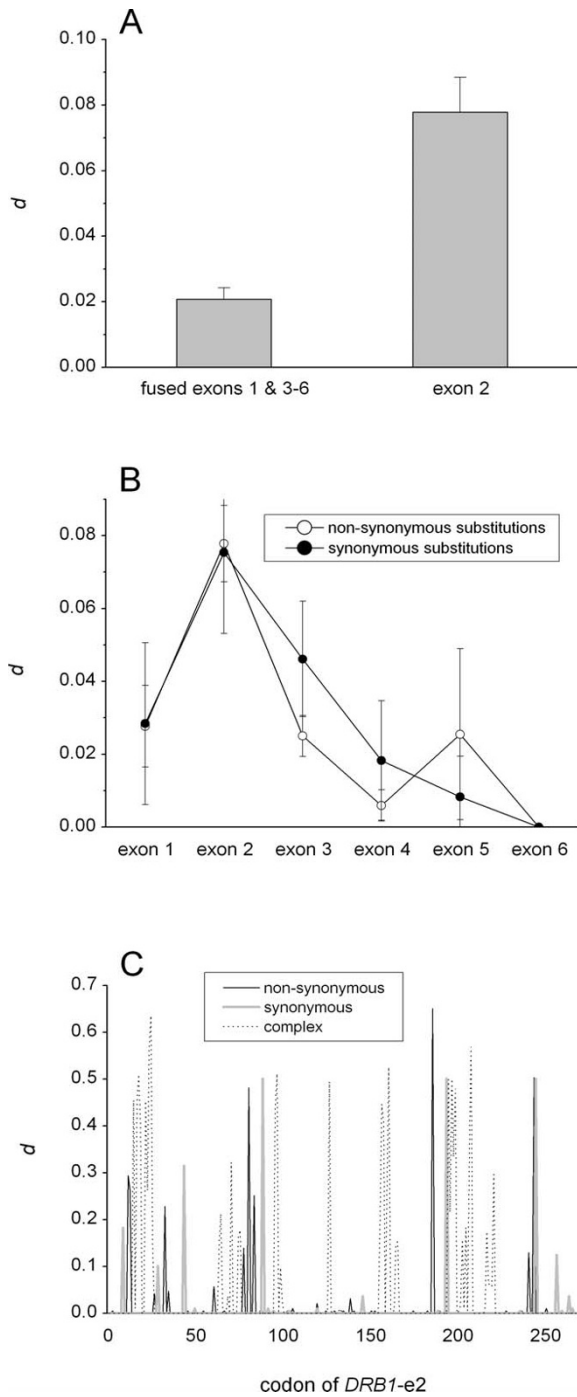 A
0.10
0.08
0.06
0.04
0.02
0.00
d
fused exons 1 & 3-6 exon 2
B
non-synonymous substitutions
synonymous substitutions
0.08
0.06
0.04
0.02
0.00
d
exon 1 exon 2 exon 3 exon 4 exon 5 exon 6
C
non-synonymous
synonymous
complex
0.7
0.6
0.5
0.4
0.3
0.2
0.1
0.0
d
0 50 100 150 200 250
codon of DRB1-e2